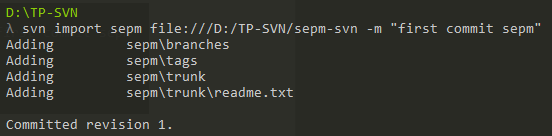 D:\TP-SVN
λ svn import sepm file:///D:/TP-SVN/sepm-svn -m "first commit sepm"
Adding         sepm\branches
Adding         sepm\tags
Adding         sepm\trunk
Adding         sepm\trunk\readme.txt
Committed revision 1.